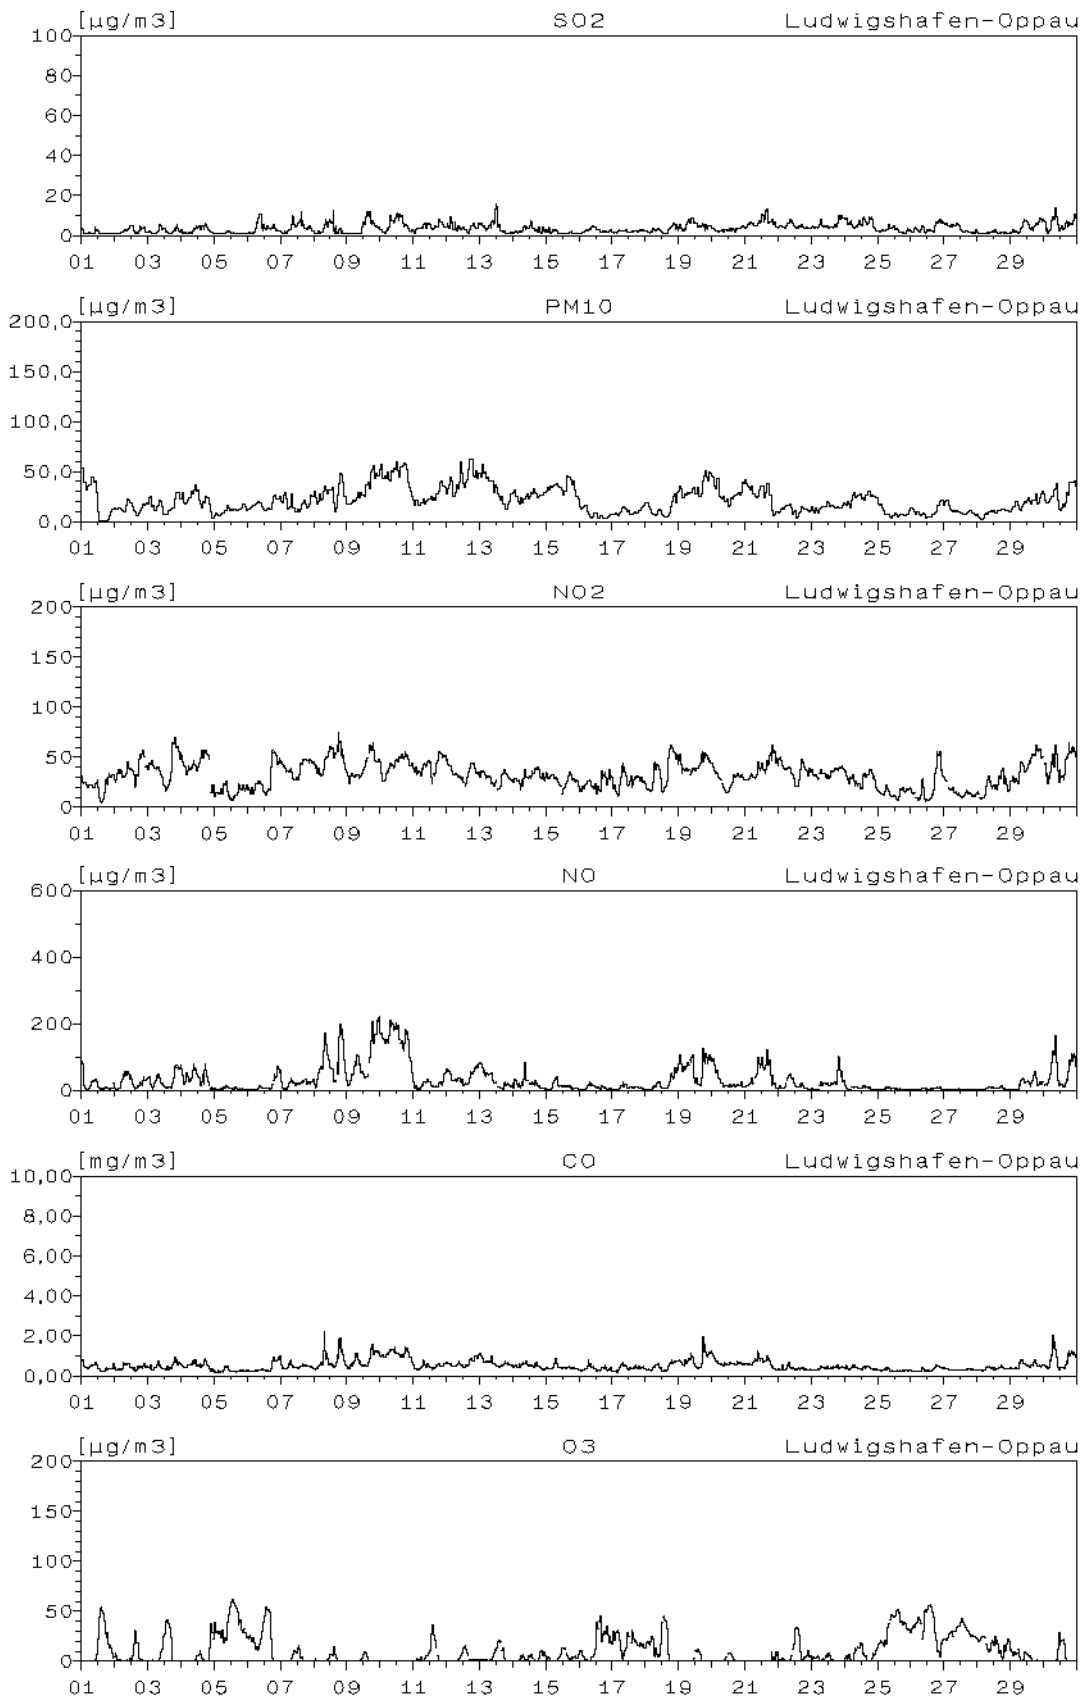 [µg/m3] SO2 Ludwigshafen-Oppau
100
80
60
40
20
0
01 03 05 07 09 11 13 15 17 19 21 23 25 27 29
[µg/m3] PM10 Ludwigshafen-Oppau
200,0
150,0
100,0
50,0
0,0
01 03 05 07 09 11 13 15 17 19 21 23 25 27 29
[µg/m3] NO2 Ludwigshafen-Oppau
200
150
100
50
0
01 03 05 07 09 11 13 15 17 19 21 23 25 27 29
[µg/m3] NO Ludwigshafen-Oppau
600
400
200
0
01 03 05 07 09 11 13 15 17 19 21 23 25 27 29
[mg/m3] CO Ludwigshafen-Oppau
10,00
8,00
6,00
4,00
2,00
0,00
01 03 05 07 09 11 13 15 17 19 21 23 25 27 29
[µg/m3] O3 Ludwigshafen-Oppau
200
150
100
50
0
01 03 05 07 09 11 13 15 17 19 21 23 25 27 29